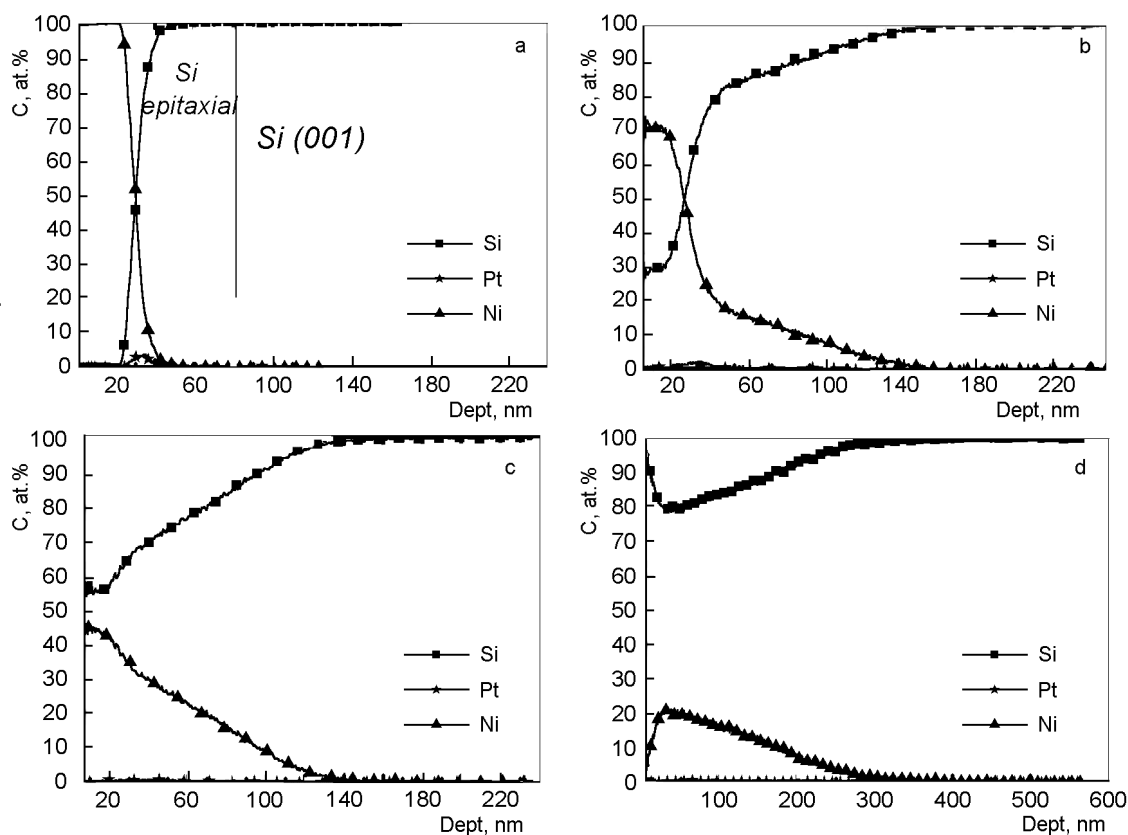 C, at.%
100
90
80
70
60
50
40
30
20
10
0
a
Si
epitaxial
Si (001)
Si
Pt
Ni
20
60
100
140
180
220
Dept, nm
C, at.%
100
90
80
70
60
50
40
30
20
10
0
b
Si
Pt
Ni
20
60
100
140
180
220
Dept, nm
C, at.%
100
90
80
70
60
50
40
30
20
10
0
c
Si
Pt
Ni
20
60
100
140
180
220
Dept, nm
C, at.%
100
90
80
70
60
50
40
30
20
10
0
d
Si
Pt
Ni
100
200
300
400
500
600
Dept, nm